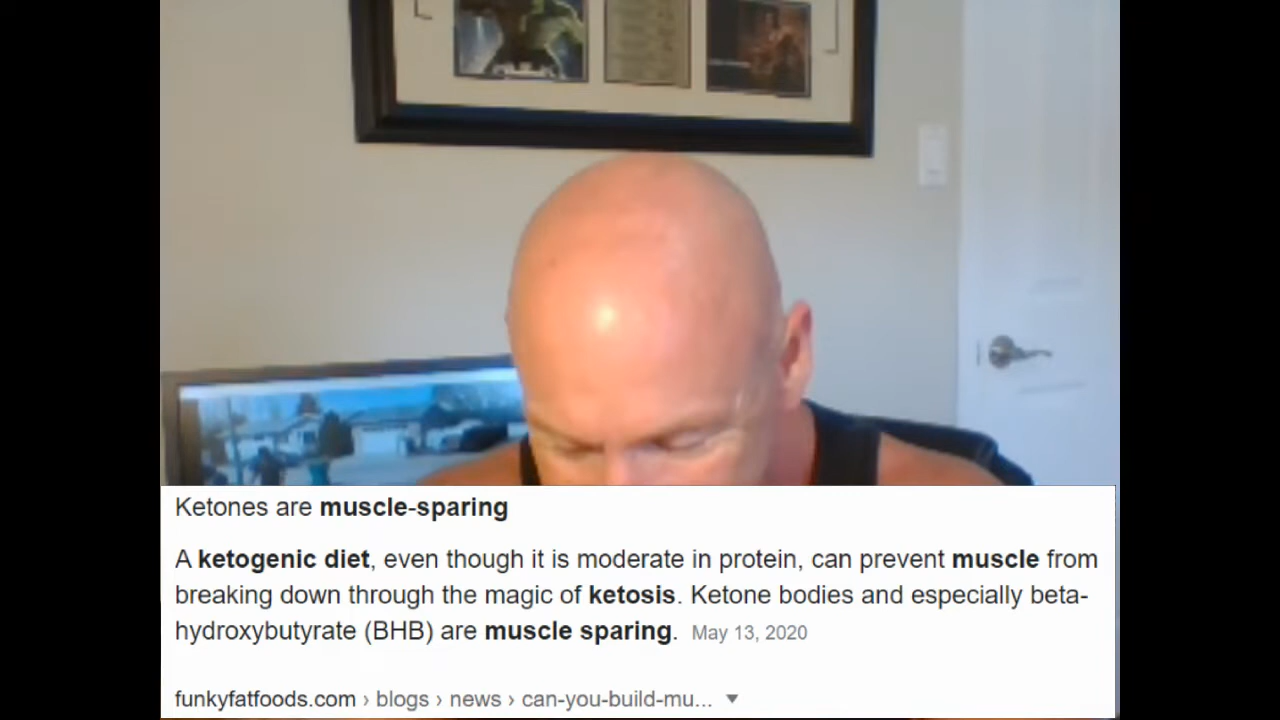 Ketones are muscle-sparing
A ketogenic diet, even though it is moderate in protein, can prevent muscle from
breaking down through the magic of ketosis. Ketone bodies and especially beta-
hydroxybutyrate (BHB) are muscle sparing. May 13, 2020
funkyfatfoods.com › blogs › news › can-you-build-mu...